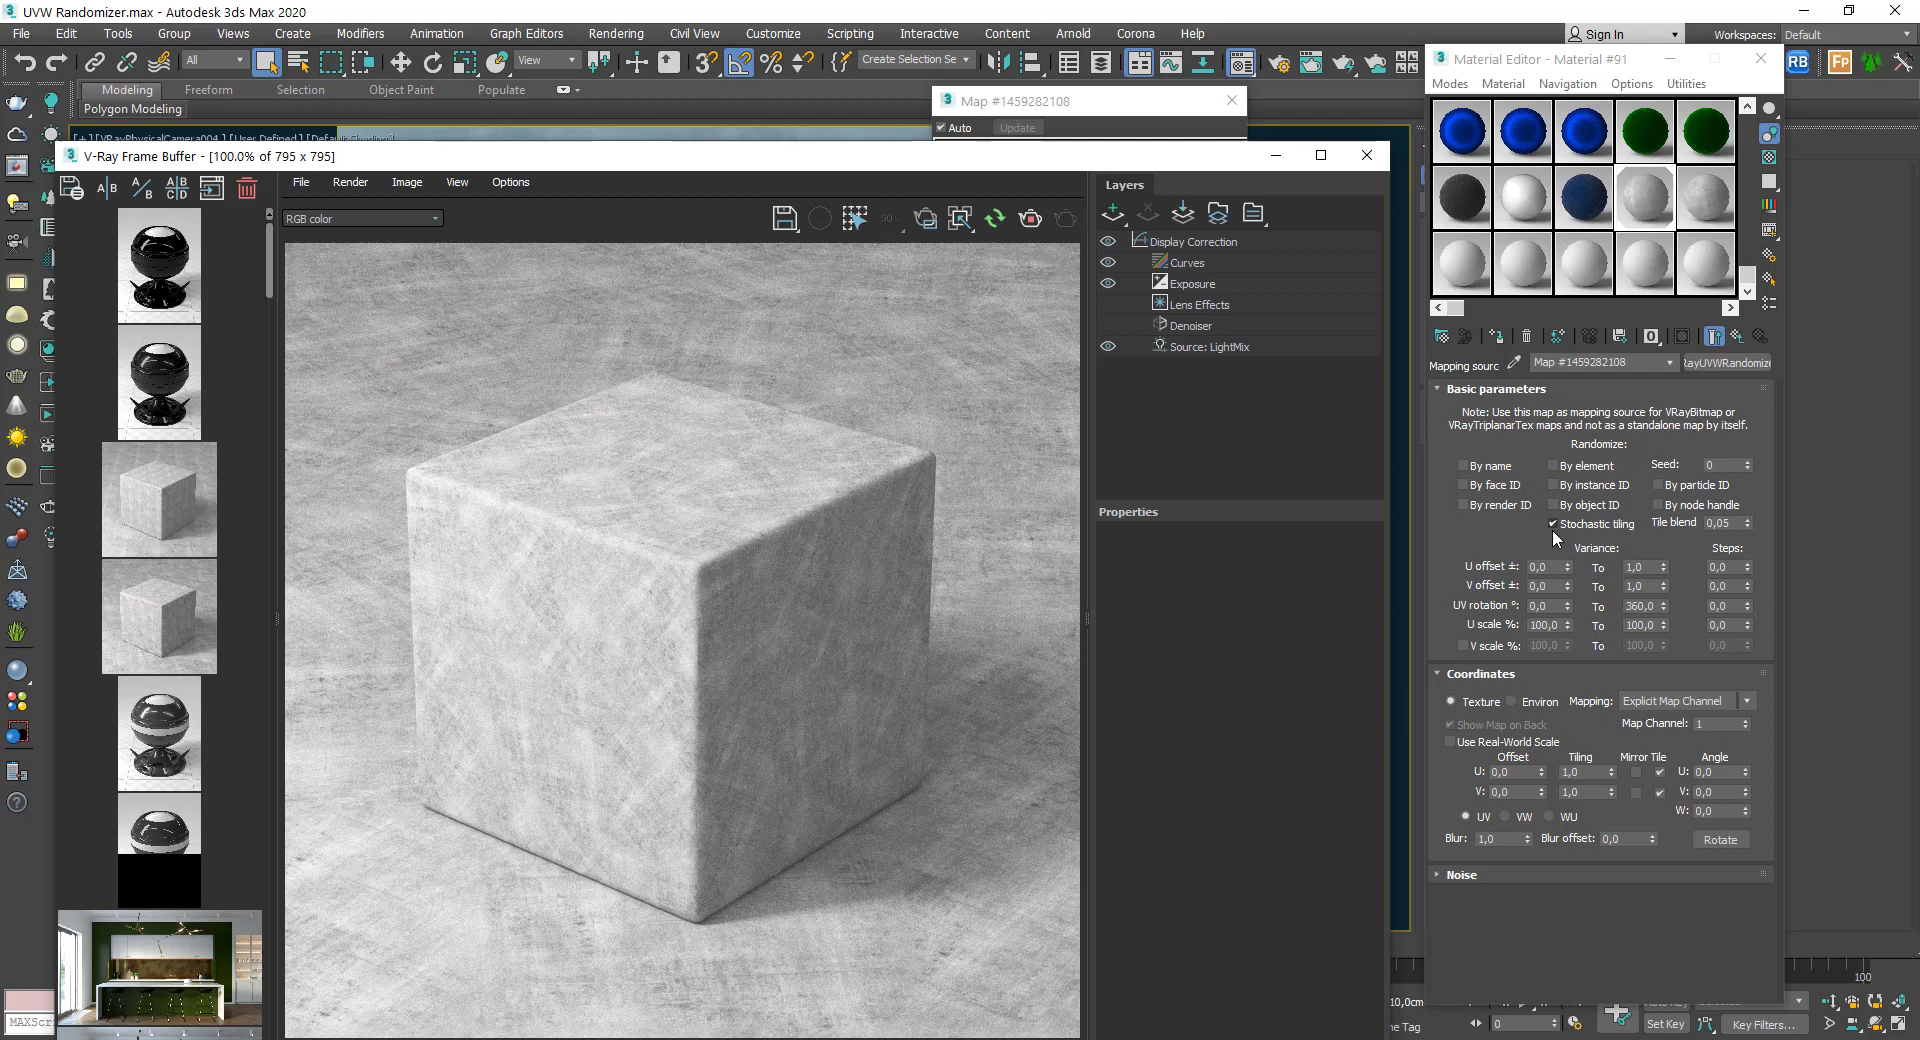 UVW Randomizer.max - Autodesk 3ds Max 2020
File Edit Tools Group Views Create Modifiers Animation Graph Editors Rendering Civil View Customize Scripting Interactive Content Arnold Corona Help
Sign In Workspaces: Default
All View Create Selection Se
RB FP
Modeling Freeform Selection Object Paint Populate
Polygon Modeling
Map #1459282108
Auto Update
V-Ray Frame Buffer - [100.0% of 795 x 795]
File Render Image View Options
RGB color
50%
Layers
Display Correction
Curves
Exposure
Lens Effects
Denoiser
Source: LightMix
Properties
Material Editor - Material #91
Modes Material Navigation Options Utilities
Mapping sourc Map #1459282108 RayUVWRandomize
Basic parameters
Note: Use this map as mapping source for VRayBitmap or
VRayTriplanarTex maps and not as a standalone map by itself.
Randomize:
By name By element Seed: 0
By face ID By instance ID By particle ID
By render ID By object ID By node handle
Stochastic tiling Tile blend 0,05
Variance: Steps:
U offset ±: 0,0 To 1,0 0,0
V offset ±: 0,0 To 1,0 0,0
UV rotation °: 0,0 To 360,0 0,0
U scale %: 100,0 To 100,0 0,0
V scale %: 100,0 To 100,0 0,0
Coordinates
Texture Environ Mapping: Explicit Map Channel
Show Map on Back Map Channel: 1
Use Real-World Scale
Offset Tiling Mirror Tile Angle
U: 0,0 1,0 U: 0,0
V: 0,0 1,0 V: 0,0
W: 0,0
UV VW WU
Blur: 1,0 Blur offset: 0,0 Rotate
Noise
100
10,0cm
0
Set Key Key Filters...
MAXScr